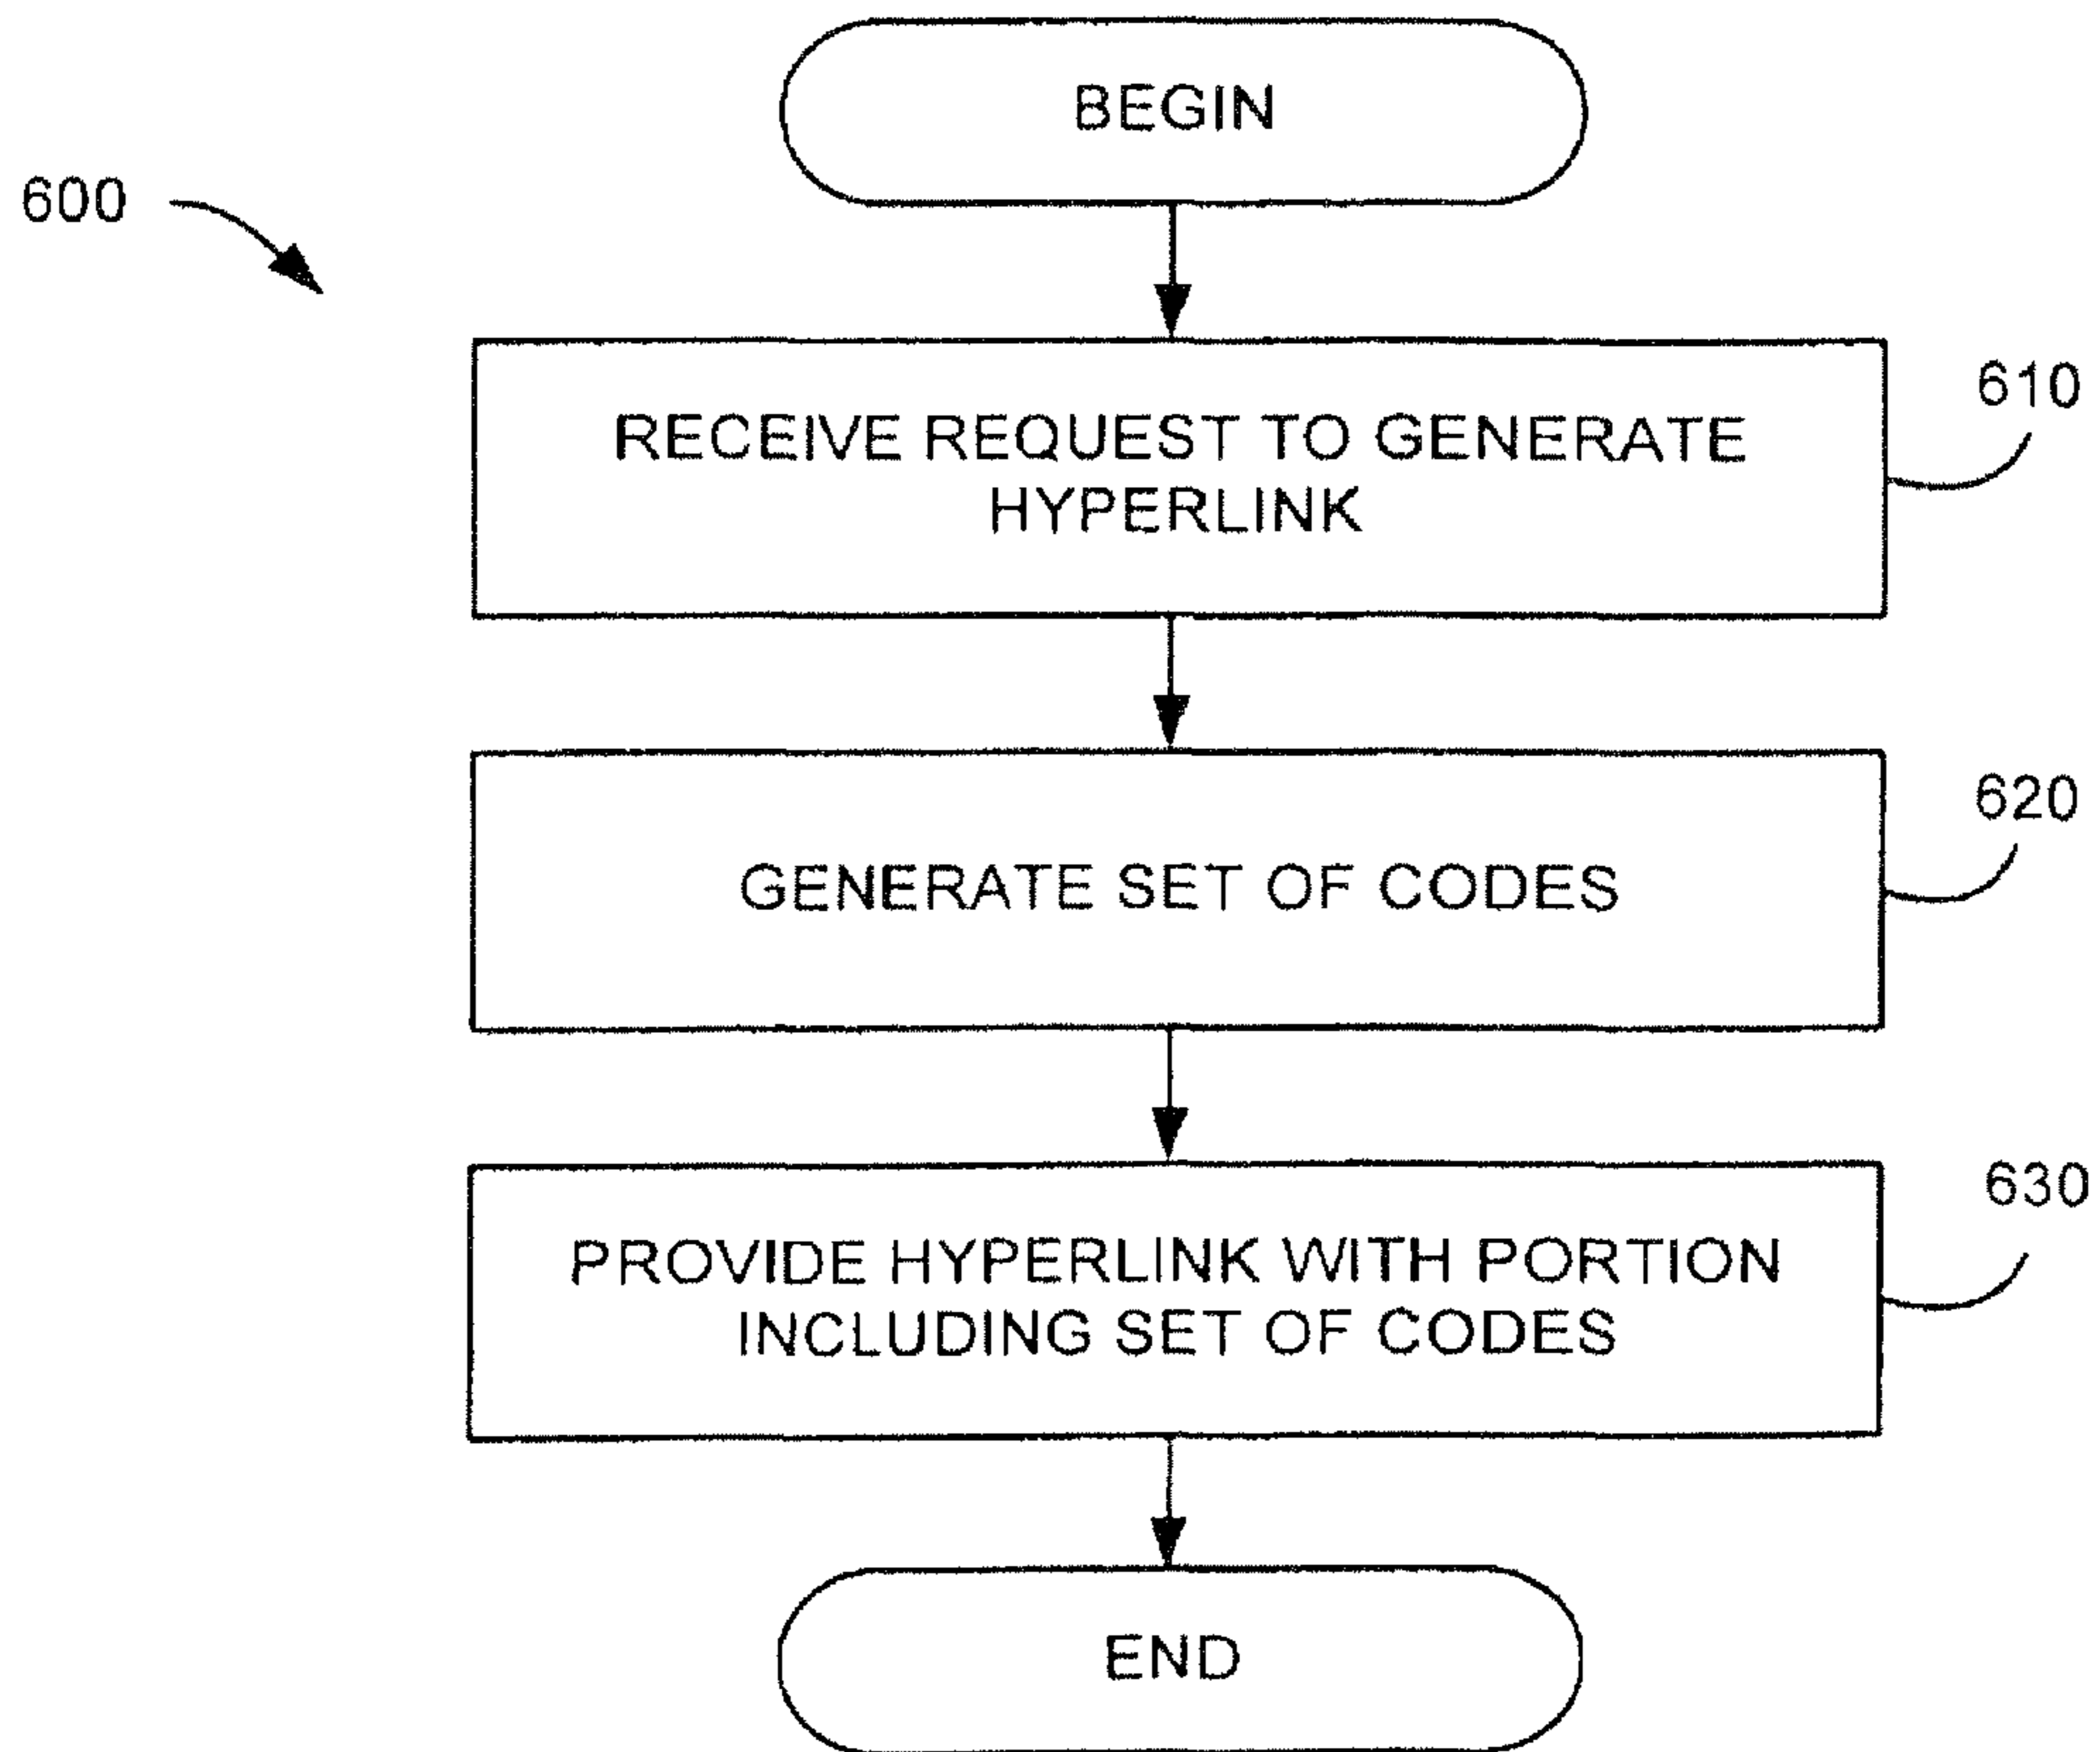 BEGIN
600
RECEIVE REQUEST TO GENERATE
HYPERLINK
610
GENERATE SET OF CODES
620
PROVIDE HYPERLINK WITH PORTION
INCLUDING SET OF CODES
630
END